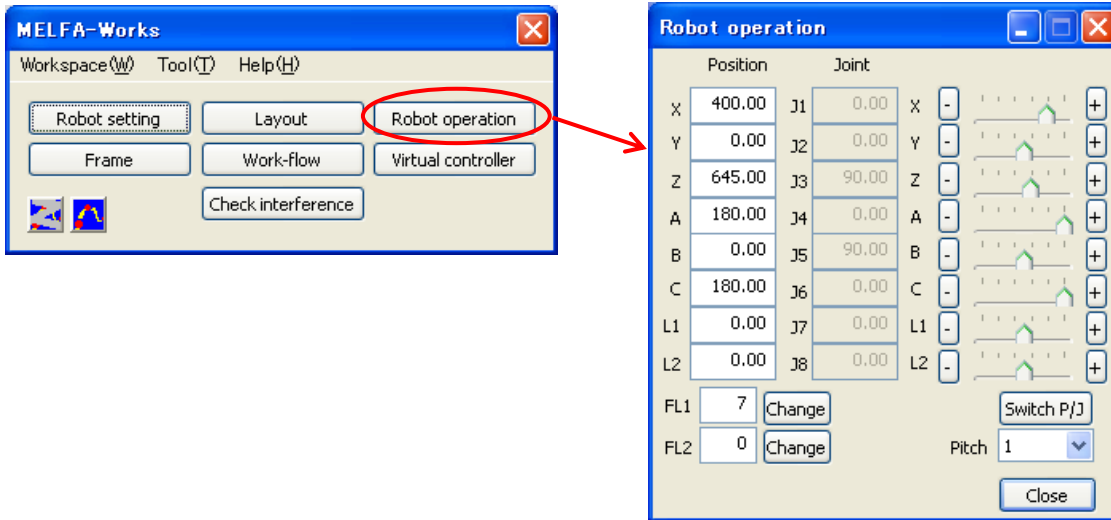 MELFA-Works
Workspace(W) Tool(T) Help(H)
Robot setting Layout Robot operation
Frame Work-flow Virtual controller
Check interference
Robot operation
Position Joint
X 400.00 J1 0.00 X - +
Y 0.00 J2 0.00 Y - +
Z 645.00 J3 90.00 Z - +
A 180.00 J4 0.00 A - +
B 0.00 J5 90.00 B - +
C 180.00 J6 0.00 C - +
L1 0.00 J7 0.00 L1 - +
L2 0.00 J8 0.00 L2 - +
FL1 7 Change Switch P/J
FL2 0 Change Pitch 1
Close